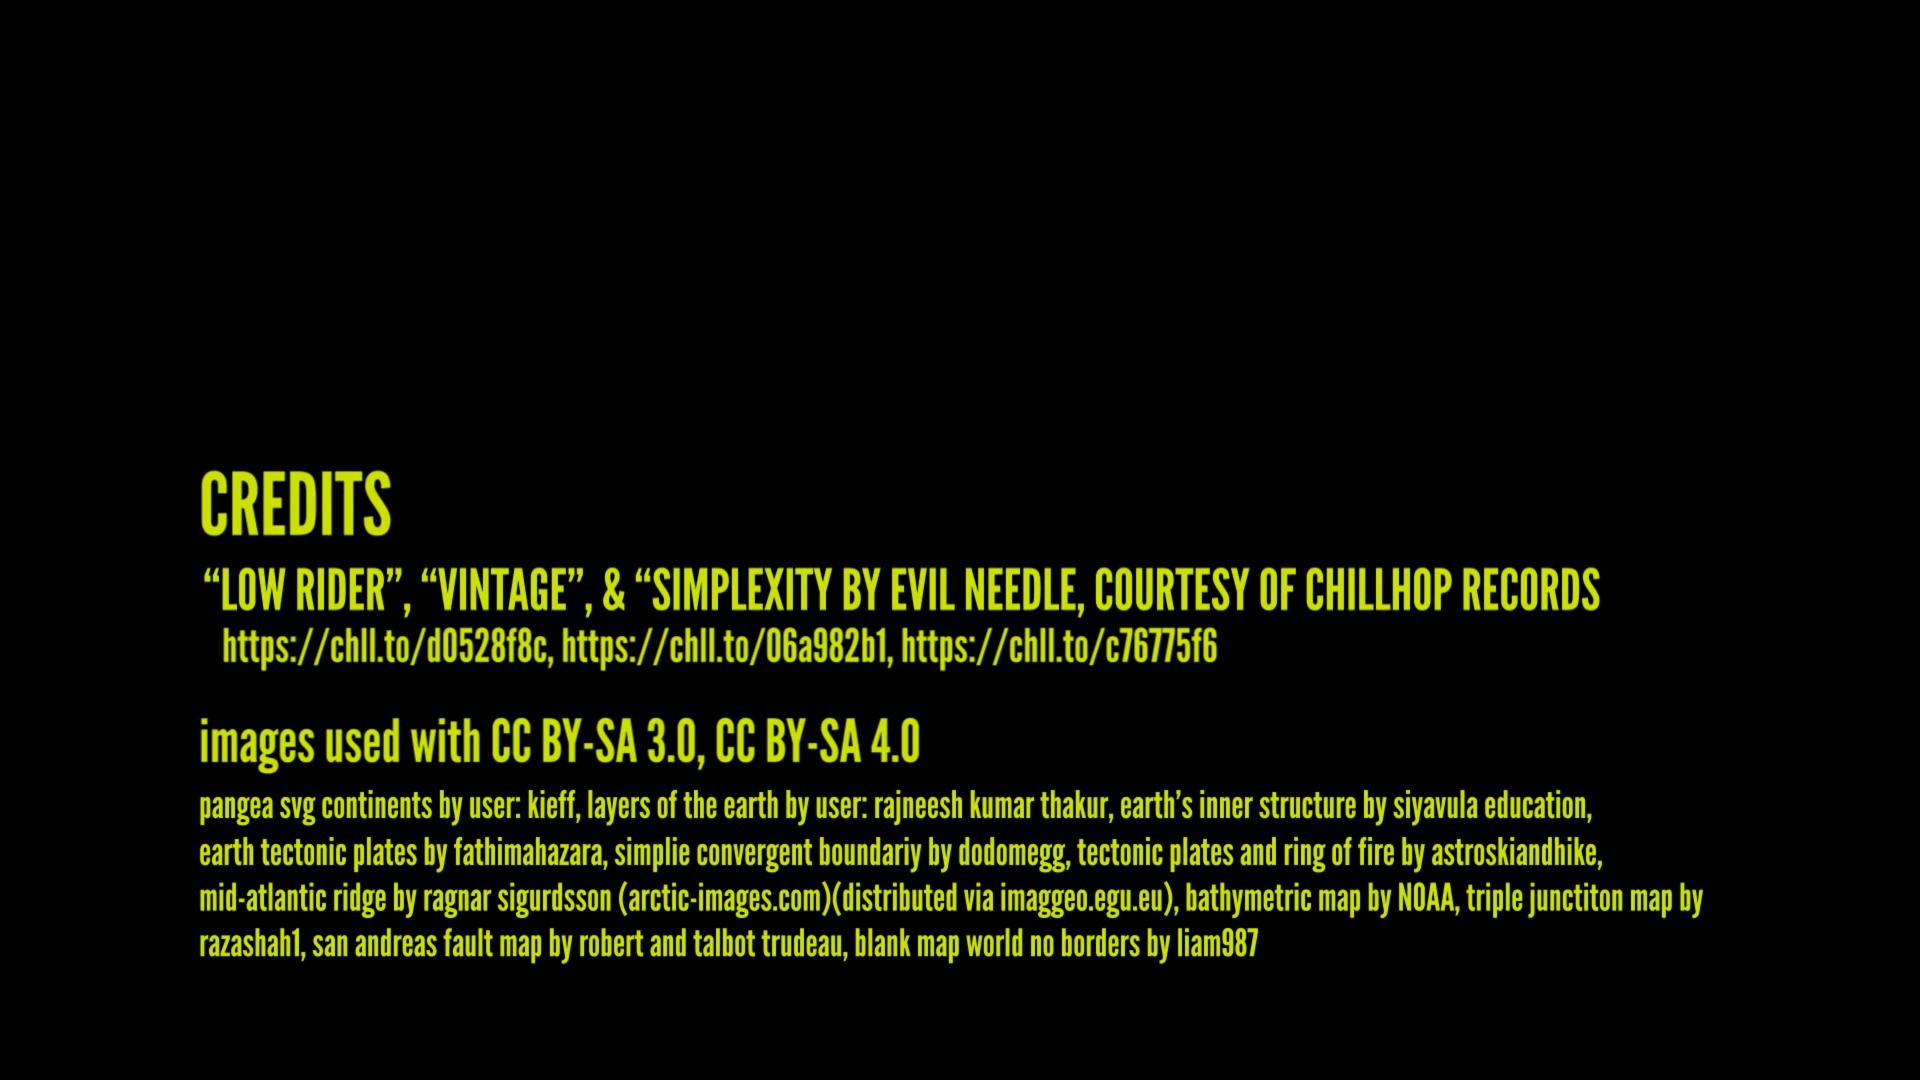 CREDITS
“LOW RIDER”, “VINTAGE”, & “SIMPLEXITY BY EVIL NEEDLE, COURTESY OF CHILLHOP RECORDS
https://chll.to/d0528f8c, https://chll.to/06a982b1, https://chll.to/c76775f6
images used with CC BY-SA 3.0, CC BY-SA 4.0
pangea svg continents by user: kieff, layers of the earth by user: rajneesh kumar thakur, earth’s inner structure by siyavula education,
earth tectonic plates by fathimahazara, simplie convergent boundariy by dodomegg, tectonic plates and ring of fire by astroskiandhike,
mid-atlantic ridge by ragnar sigurdsson (arctic-images.com)(distributed via imaggeo.egu.eu), bathymetric map by NOAA, triple junctiton map by
razashah1, san andreas fault map by robert and talbot trudeau, blank map world no borders by liam987